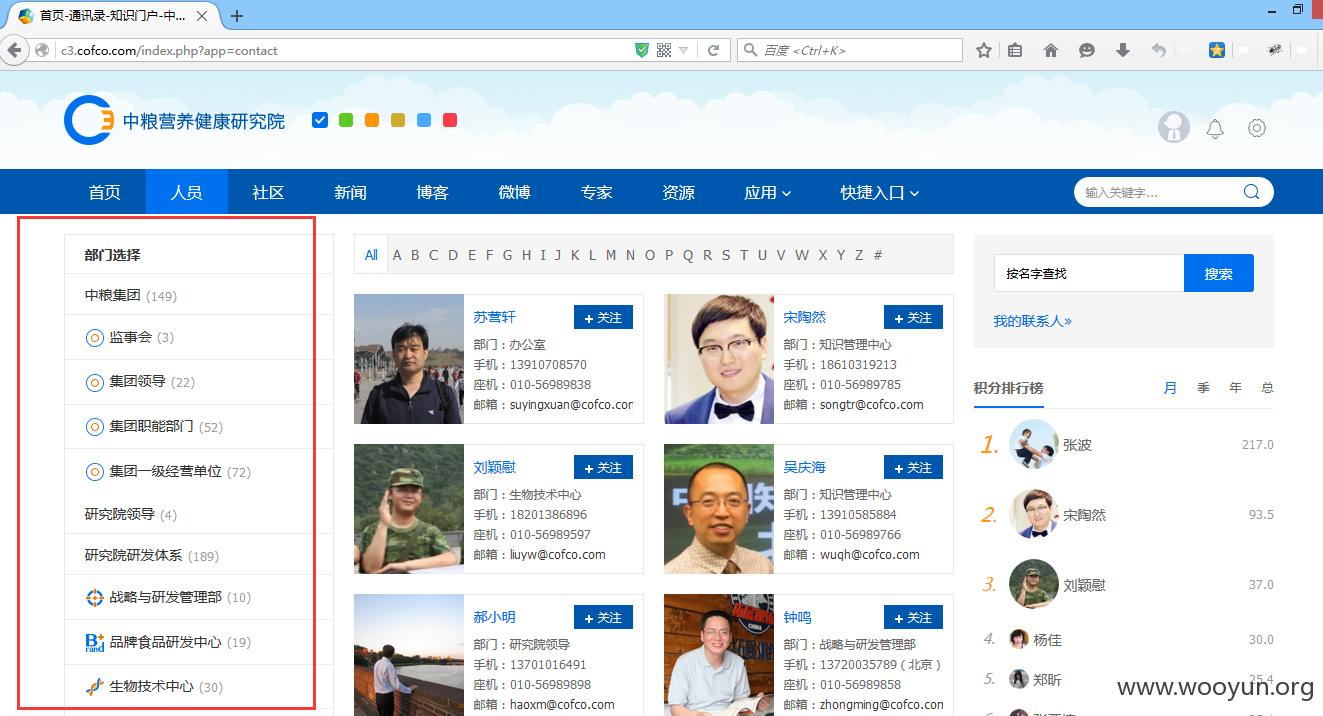 首页-通讯录-知识门户-中...
c3.cofco.com/index.php?app=contact
百度 <Ctrl+K>
中粮营养健康研究院
首页 人员 社区 新闻 博客 微博 专家 资源 应用 快捷入口
输入关键字...
部门选择
中粮集团 (149)
监事会 (3)
集团领导 (22)
集团职能部门 (52)
集团一级经营单位 (72)
研究院领导 (4)
研究院研发体系 (189)
战略与研发管理部 (10)
品牌食品研发中心 (19)
生物技术中心 (30)
All A B C D E F G H I J K L M N O P Q R S T U V W X Y Z #
苏营轩
+ 关注
部门：办公室
手机：13910708570
座机：010-56989838
邮箱：suyingxuan@cofco.con
宋陶然
+ 关注
部门：知识管理中心
手机：18610319213
座机：010-56989785
邮箱：songtr@cofco.com
刘颖慰
+ 关注
部门：生物技术中心
手机：18201386896
座机：010-56989597
邮箱：liuyw@cofco.com
吴庆海
+ 关注
部门：知识管理中心
手机：13910585884
座机：010-56989766
邮箱：wuqh@cofco.com
郝小明
+ 关注
部门：研究院领导
手机：13701016491
座机：010-56989898
邮箱：haoxm@cofco.com
钟鸣
+ 关注
部门：战略与研发管理部
手机：13720035789 ( 北京 )
座机：010-56989858
邮箱：zhongming@cofco.con
按名字查找
搜索
我的联系人»
积分排行榜 月 季 年 总
1. 张波 217.0
2. 宋陶然 93.5
3. 刘颖慰 37.0
4. 杨佳 30.0
5. 郑昕 25.4
www.wooyun.org